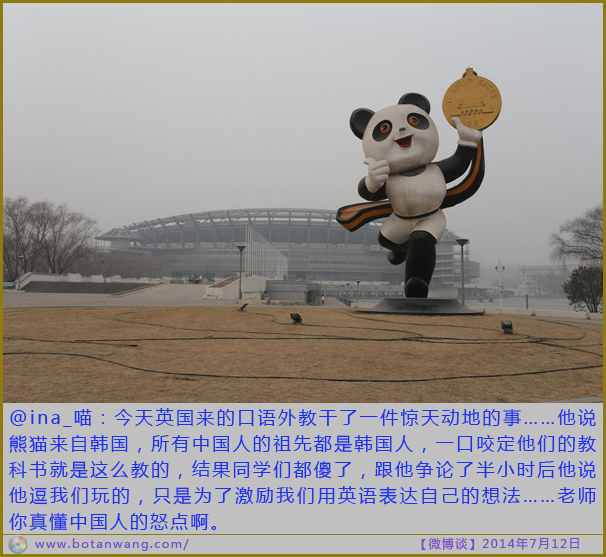 @ina_喵：今天英国来的口语外教干了一件惊天动地的事……他说
熊猫来自韩国，所有中国人的祖先都是韩国人，一口咬定他们的教
科书就是这么教的，结果同学们都傻了，跟他争论了半小时后他说
他逗我们玩的，只是为了激励我们用英语表达自己的想法……老师
你真懂中国人的怒点啊。
www.botanwang.com/ 【微博谈】2014年7月12日